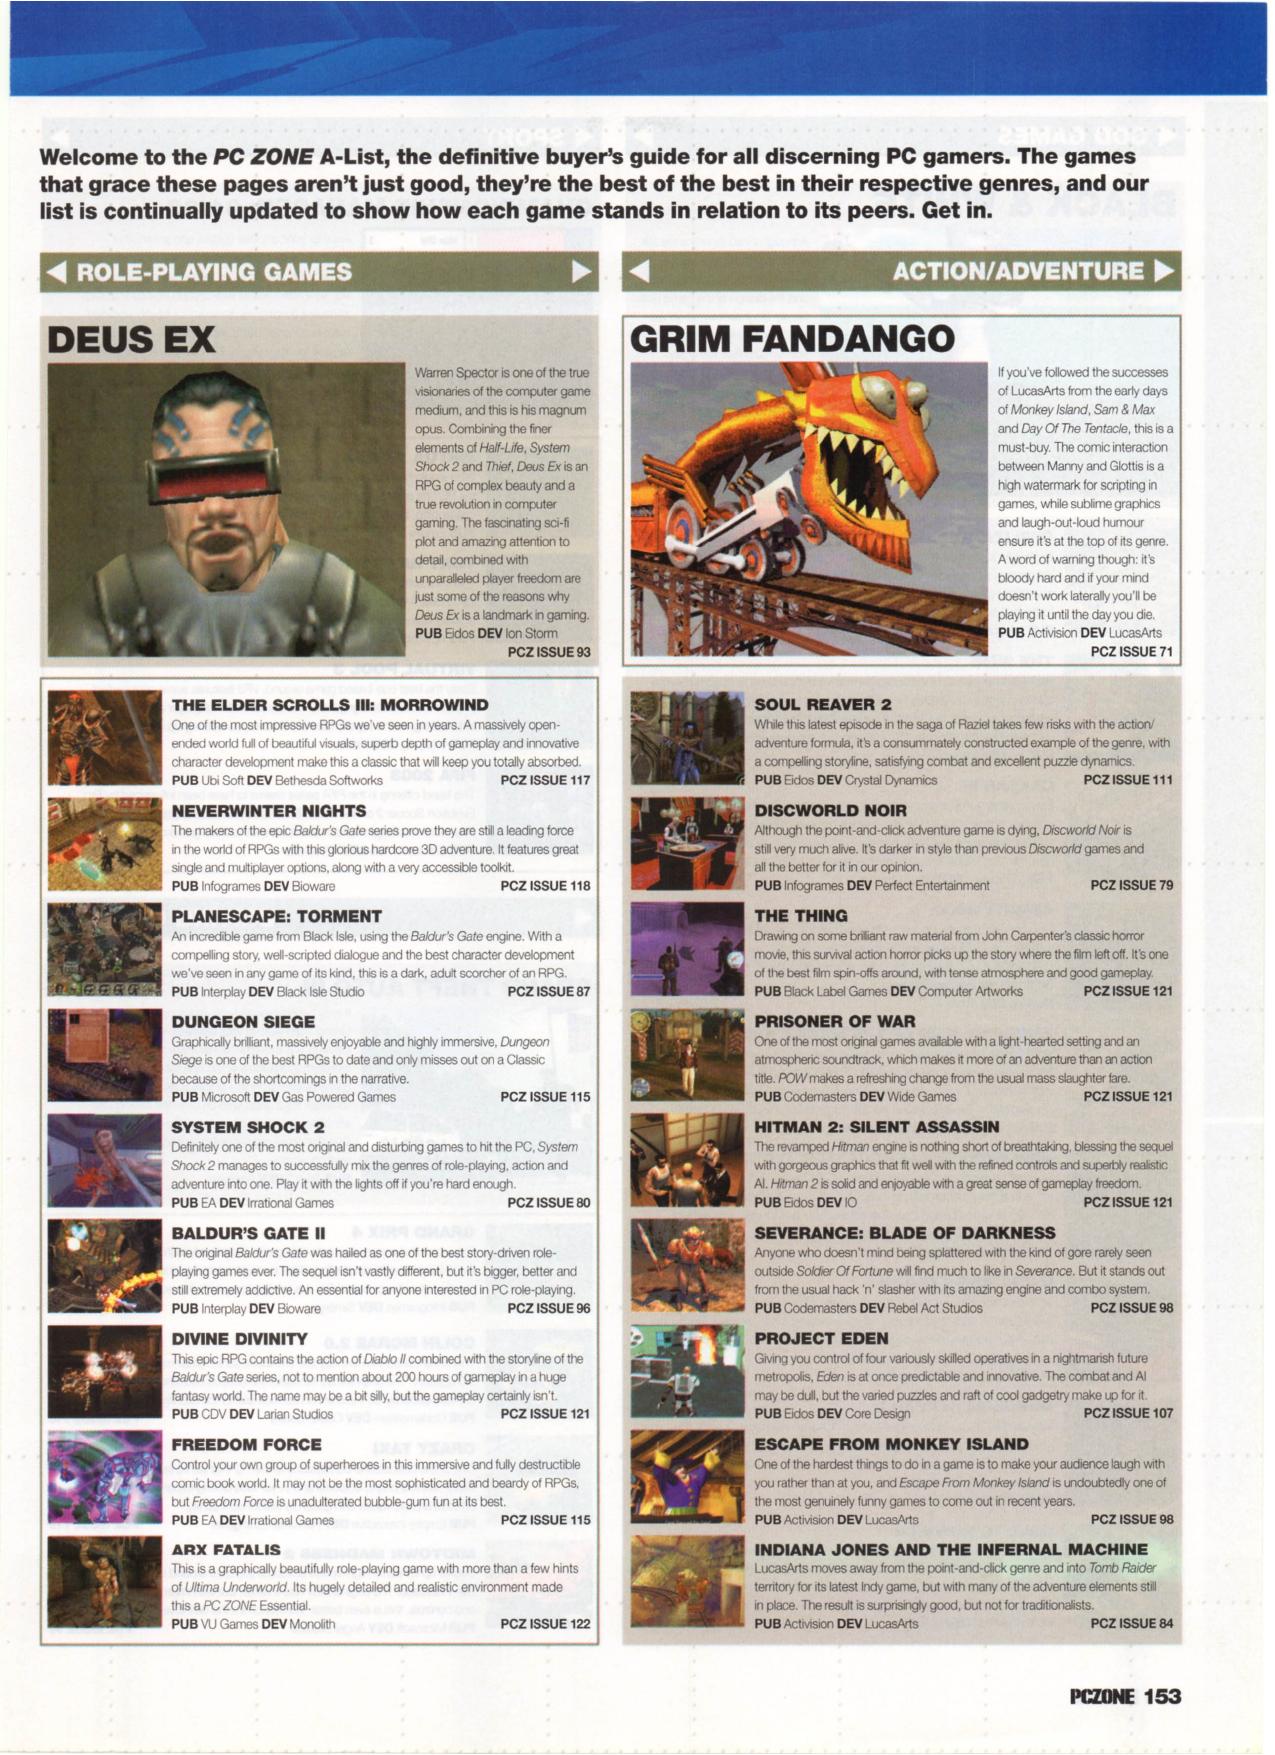 Welcome to the PC ZONE A-List, the definitive buyer's guide for all discerning PC gamers. The games
that grace these pages aren't just good, they're the best of the best in their respective genres, and our
list is continually updated to show how each game stands in relation to its peers. Get in.
ROLE-PLAYING GAMES
DEUS EX
Warren Spector is one of the true
visionaries of the computer game
medium, and this is his magnum
opus. Combining the finer
elements of Half-Life, System
Shock 2 and Thief, Deus Ex is an
RPG of complex beauty and a
true revolution in computer
gaming. The fascinating sci-fi
plot and amazing attention to
detail, combined with
unparalleled player freedom are
just some of the reasons why
Deus Ex is a landmark in gaming.
PUB Eidos DEV Ion Storm
PCZ ISSUE 93
THE ELDER SCROLLS III: MORROWIND
One of the most impressive RPGs we've seen in years. A massively open-
ended world full of beautiful visuals, superb depth of gameplay and innovative
character development make this a classic that will keep you totally absorbed.
PUB Ubi Soft DEV Bethesda Softworks PCZ ISSUE 117
NEVERWINTER NIGHTS
The makers of the epic Baldur's Gate series prove they are still a leading force
in the world of RPGs with this glorious hardcore 3D adventure. It features great
single and multiplayer options, along with a very accessible toolkit.
PUB Infogrames DEV Bioware PCZ ISSUE 118
PLANESCAPE: TORMENT
An incredible game from Black Isle, using the Baldur's Gate engine. With a
compelling story, well-scripted dialogue and the best character development
we've seen in any game of its kind, this is a dark, adult scorcher of an RPG.
PUB Interplay DEV Black Isle Studio PCZ ISSUE 87
DUNGEON SIEGE
Graphically brilliant, massively enjoyable and highly immersive, Dungeon
Siege is one of the best RPGs to date and only misses out on a Classic
because of the shortcomings in the narrative.
PUB Microsoft DEV Gas Powered Games PCZ ISSUE 115
SYSTEM SHOCK 2
Definitely one of the most original and disturbing games to hit the PC, System
Shock 2 manages to successfully mix the genres of role-playing, action and
adventure into one. Play it with the lights off if you're hard enough.
PUB EA DEV Irrational Games PCZ ISSUE 80
BALDUR'S GATE II
The original Baldur's Gate was hailed as one of the best story-driven role-
playing games ever. The sequel isn't vastly different, but it's bigger, better and
still extremely addictive. An essential for anyone interested in PC role-playing.
PUB Interplay DEV Bioware PCZ ISSUE 96
DIVINE DIVINITY
This epic RPG contains the action of Diablo II combined with the storyline of the
Baldur's Gate series, not to mention about 200 hours of gameplay in a huge
fantasy world. The name may be a bit silly, but the gameplay certainly isn't.
PUB CDV DEV Larian Studios PCZ ISSUE 121
FREEDOM FORCE
Control your own group of superheroes in this immersive and fully destructible
comic book world. It may not be the most sophisticated and beardy of RPGs,
but Freedom Force is unadulterated bubble-gum fun at its best.
PUB EA DEV Irrational Games PCZ ISSUE 115
ARX FATALIS
This is a graphically beautifully role-playing game with more than a few hints
of Ultima Underworld. Its hugely detailed and realistic environment made
this a PC ZONE Essential.
PUB VU Games DEV Monolith PCZ ISSUE 122
ACTION/ADVENTURE
GRIM FANDANGO
If you've followed the successes
of LucasArts from the early days
of Monkey Island, Sam & Max
and Day Of The Tentacle, this is a
must-buy. The comic interaction
between Manny and Glottis is a
high watermark for scripting in
games, while sublime graphics
and laugh-out-loud humour
ensure it's at the top of its genre.
A word of warning though: it's
bloody hard and if your mind
doesn't work laterally you'll be
playing it until the day you die.
PUB Activision DEV LucasArts
PCZ ISSUE 71
SOUL REAVER 2
While this latest episode in the saga of Raziel takes few risks with the action/
adventure formula, it's a consummately constructed example of the genre, with
a compelling storyline, satisfying combat and excellent puzzle dynamics.
PUB Eidos DEV Crystal Dynamics PCZ ISSUE 111
DISCWORLD NOIR
Although the point-and-click adventure game is dying, Discworld Noir is
still very much alive. It's darker in style than previous Discworld games and
all the better for it in our opinion.
PUB Infogrames DEV Perfect Entertainment PCZ ISSUE 79
THE THING
Drawing on some brilliant raw material from John Carpenter's classic horror
movie, this survival action horror picks up the story where the film left off. It's one
of the best film spin-offs around, with tense atmosphere and good gameplay.
PUB Black Label Games DEV Computer Artworks PCZ ISSUE 121
PRISONER OF WAR
One of the most original games available with a light-hearted setting and an
atmospheric soundtrack, which makes it more of an adventure than an action
title. POW makes a refreshing change from the usual mass slaughter fare.
PUB Codemasters DEV Wide Games PCZ ISSUE 121
HITMAN 2: SILENT ASSASSIN
The revamped Hitman engine is nothing short of breathtaking, blessing the sequel
with gorgeous graphics that fit well with the refined controls and superbly realistic
AI. Hitman 2 is solid and enjoyable with a great sense of gameplay freedom.
PUB Eidos DEV IO PCZ ISSUE 121
SEVERANCE: BLADE OF DARKNESS
Anyone who doesn't mind being splattered with the kind of gore rarely seen
outside Soldier Of Fortune will find much to like in Severance. But it stands out
from the usual hack 'n' slasher with its amazing engine and combo system.
PUB Codemasters DEV Rebel Act Studios PCZ ISSUE 98
PROJECT EDEN
Giving you control of four variously skilled operatives in a nightmarish future
metropolis, Eden is at once predictable and innovative. The combat and AI
may be dull, but the varied puzzles and raft of cool gadgetry make up for it.
PUB Eidos DEV Core Design PCZ ISSUE 107
ESCAPE FROM MONKEY ISLAND
One of the hardest things to do in a game is to make your audience laugh with
you rather than at you, and Escape From Monkey Island is undoubtedly one of
the most genuinely funny games to come out in recent years.
PUB Activision DEV LucasArts PCZ ISSUE 98
INDIANA JONES AND THE INFERNAL MACHINE
LucasArts moves away from the point-and-click genre and into Tomb Raider
territory for its latest Indy game, but with many of the adventure elements still
in place. The result is surprisingly good, but not for traditionalists.
PUB Activision DEV LucasArts PCZ ISSUE 84
PCZONE 153